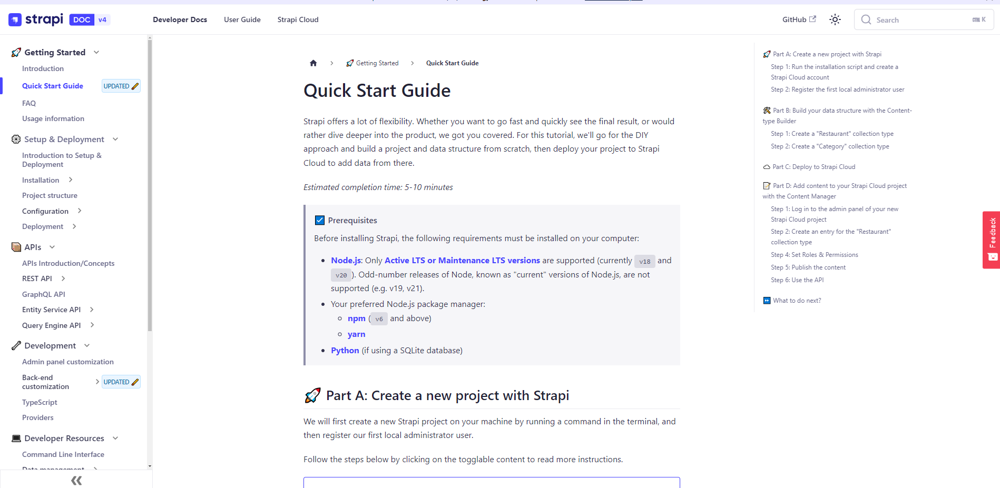 strapi DOC v4
Developer Docs
User Guide
Strapi Cloud
GitHub
Search
CTRL K
Getting Started
Introduction
Quick Start Guide
UPDATED
FAQ
Usage information
Setup & Deployment
Introduction to Setup &
Deployment
Installation
Project structure
Configuration
Deployment
APIs
APIs Introduction/Concepts
REST API
GraphQL API
Entity Service API
Query Engine API
Development
Admin panel customization
Back-end
customization
UPDATED
TypeScript
Providers
Developer Resources
Command Line Interface
Data management
Getting Started
Quick Start Guide
Quick Start Guide
Strapi offers a lot of flexibility. Whether you want to go fast and quickly see the final result, or would
rather dive deeper into the product, we got you covered. For this tutorial, we'll go for the DIY
approach and build a project and data structure from scratch, then deploy your project to Strapi
Cloud to add data from there.
Estimated completion time: 5-10 minutes
Prerequisites
Before installing Strapi, the following requirements must be installed on your computer:
• Node.js: Only Active LTS or Maintenance LTS versions are supported (currently v18 and
v20). Odd-number releases of Node, known as "current" versions of Node.js, are not
supported (e.g. v19, v21).
• Your preferred Node.js package manager:
◦ npm (v6 and above)
◦ yarn
• Python (if using a SQLite database)
Part A: Create a new project with Strapi
We will first create a new Strapi project on your machine by running a command in the terminal, and
then register our first local administrator user.
Follow the steps below by clicking on the togglable content to read more instructions.
Part A: Create a new project with Strapi
Step 1: Run the installation script and create a
Strapi Cloud account
Step 2: Register the first local administrator user
Part B: Build your data structure with the Content-
type Builder
Step 1: Create a "Restaurant" collection type
Step 2: Create a "Category" collection type
Part C: Deploy to Strapi Cloud
Part D: Add content to your Strapi Cloud project
with the Content Manager
Step 1: Log in to the admin panel of your new
Strapi Cloud project
Step 2: Create an entry for the "Restaurant"
collection type
Step 4: Set Roles & Permissions
Step 5: Publish the content
Step 6: Use the API
What to do next?
Feedback